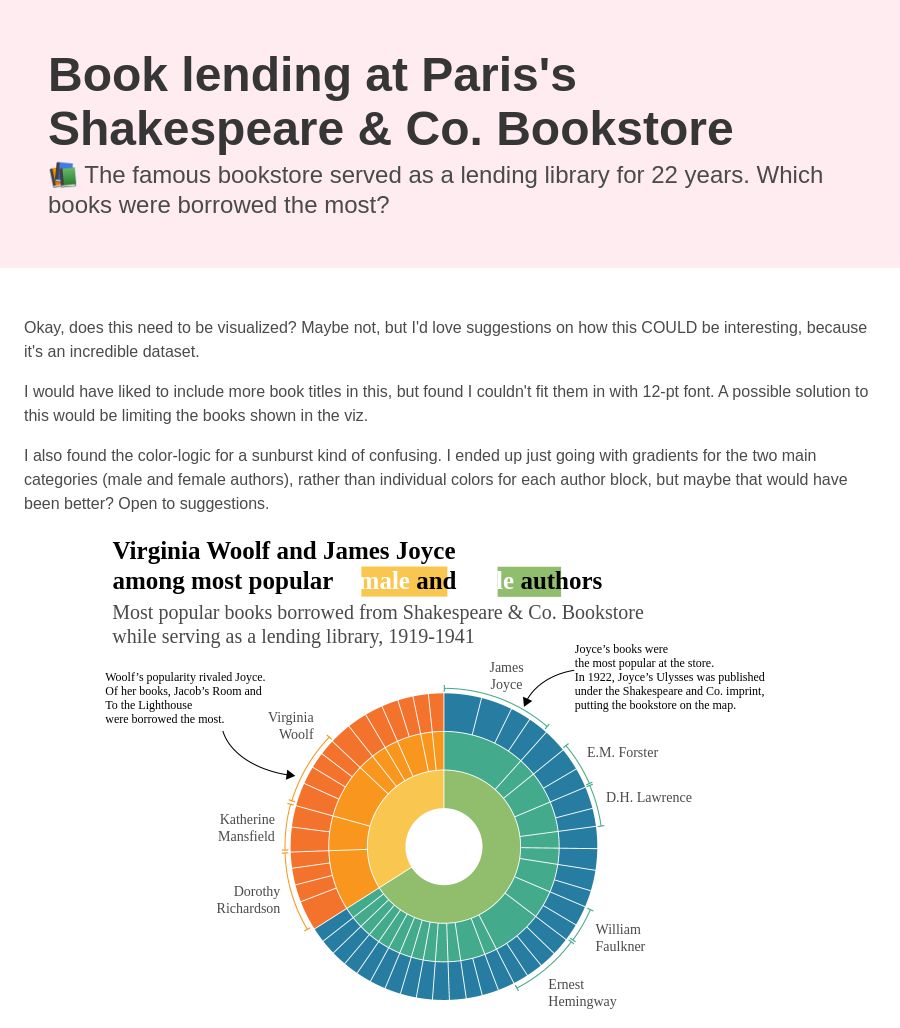 Book lending at Paris's
Shakespeare & Co. Bookstore
The famous bookstore served as a lending library for 22 years. Which
books were borrowed the most?
Okay, does this need to be visualized? Maybe not, but I'd love suggestions on how this COULD be interesting, because
it's an incredible dataset.
I would have liked to include more book titles in this, but found I couldn't fit them in with 12-pt font. A possible solution to
this would be limiting the books shown in the viz.
I also found the color-logic for a sunburst kind of confusing. I ended up just going with gradients for the two main
categories (male and female authors), rather than individual colors for each author block, but maybe that would have
been better? Open to suggestions.
Virginia Woolf and James Joyce
among most popular male and le authors
Most popular books borrowed from Shakespeare & Co. Bookstore
while serving as a lending library, 1919-1941
Joyce’s books were
the most popular at the store.
In 1922, Joyce’s Ulysses was published
under the Shakespeare and Co. imprint,
putting the bookstore on the map.
Woolf’s popularity rivaled Joyce.
Of her books, Jacob’s Room and
To the Lighthouse
were borrowed the most.
James
Joyce
Virginia
Woolf
E.M. Forster
D.H. Lawrence
Katherine
Mansfield
Dorothy
Richardson
William
Faulkner
Ernest
Hemingway